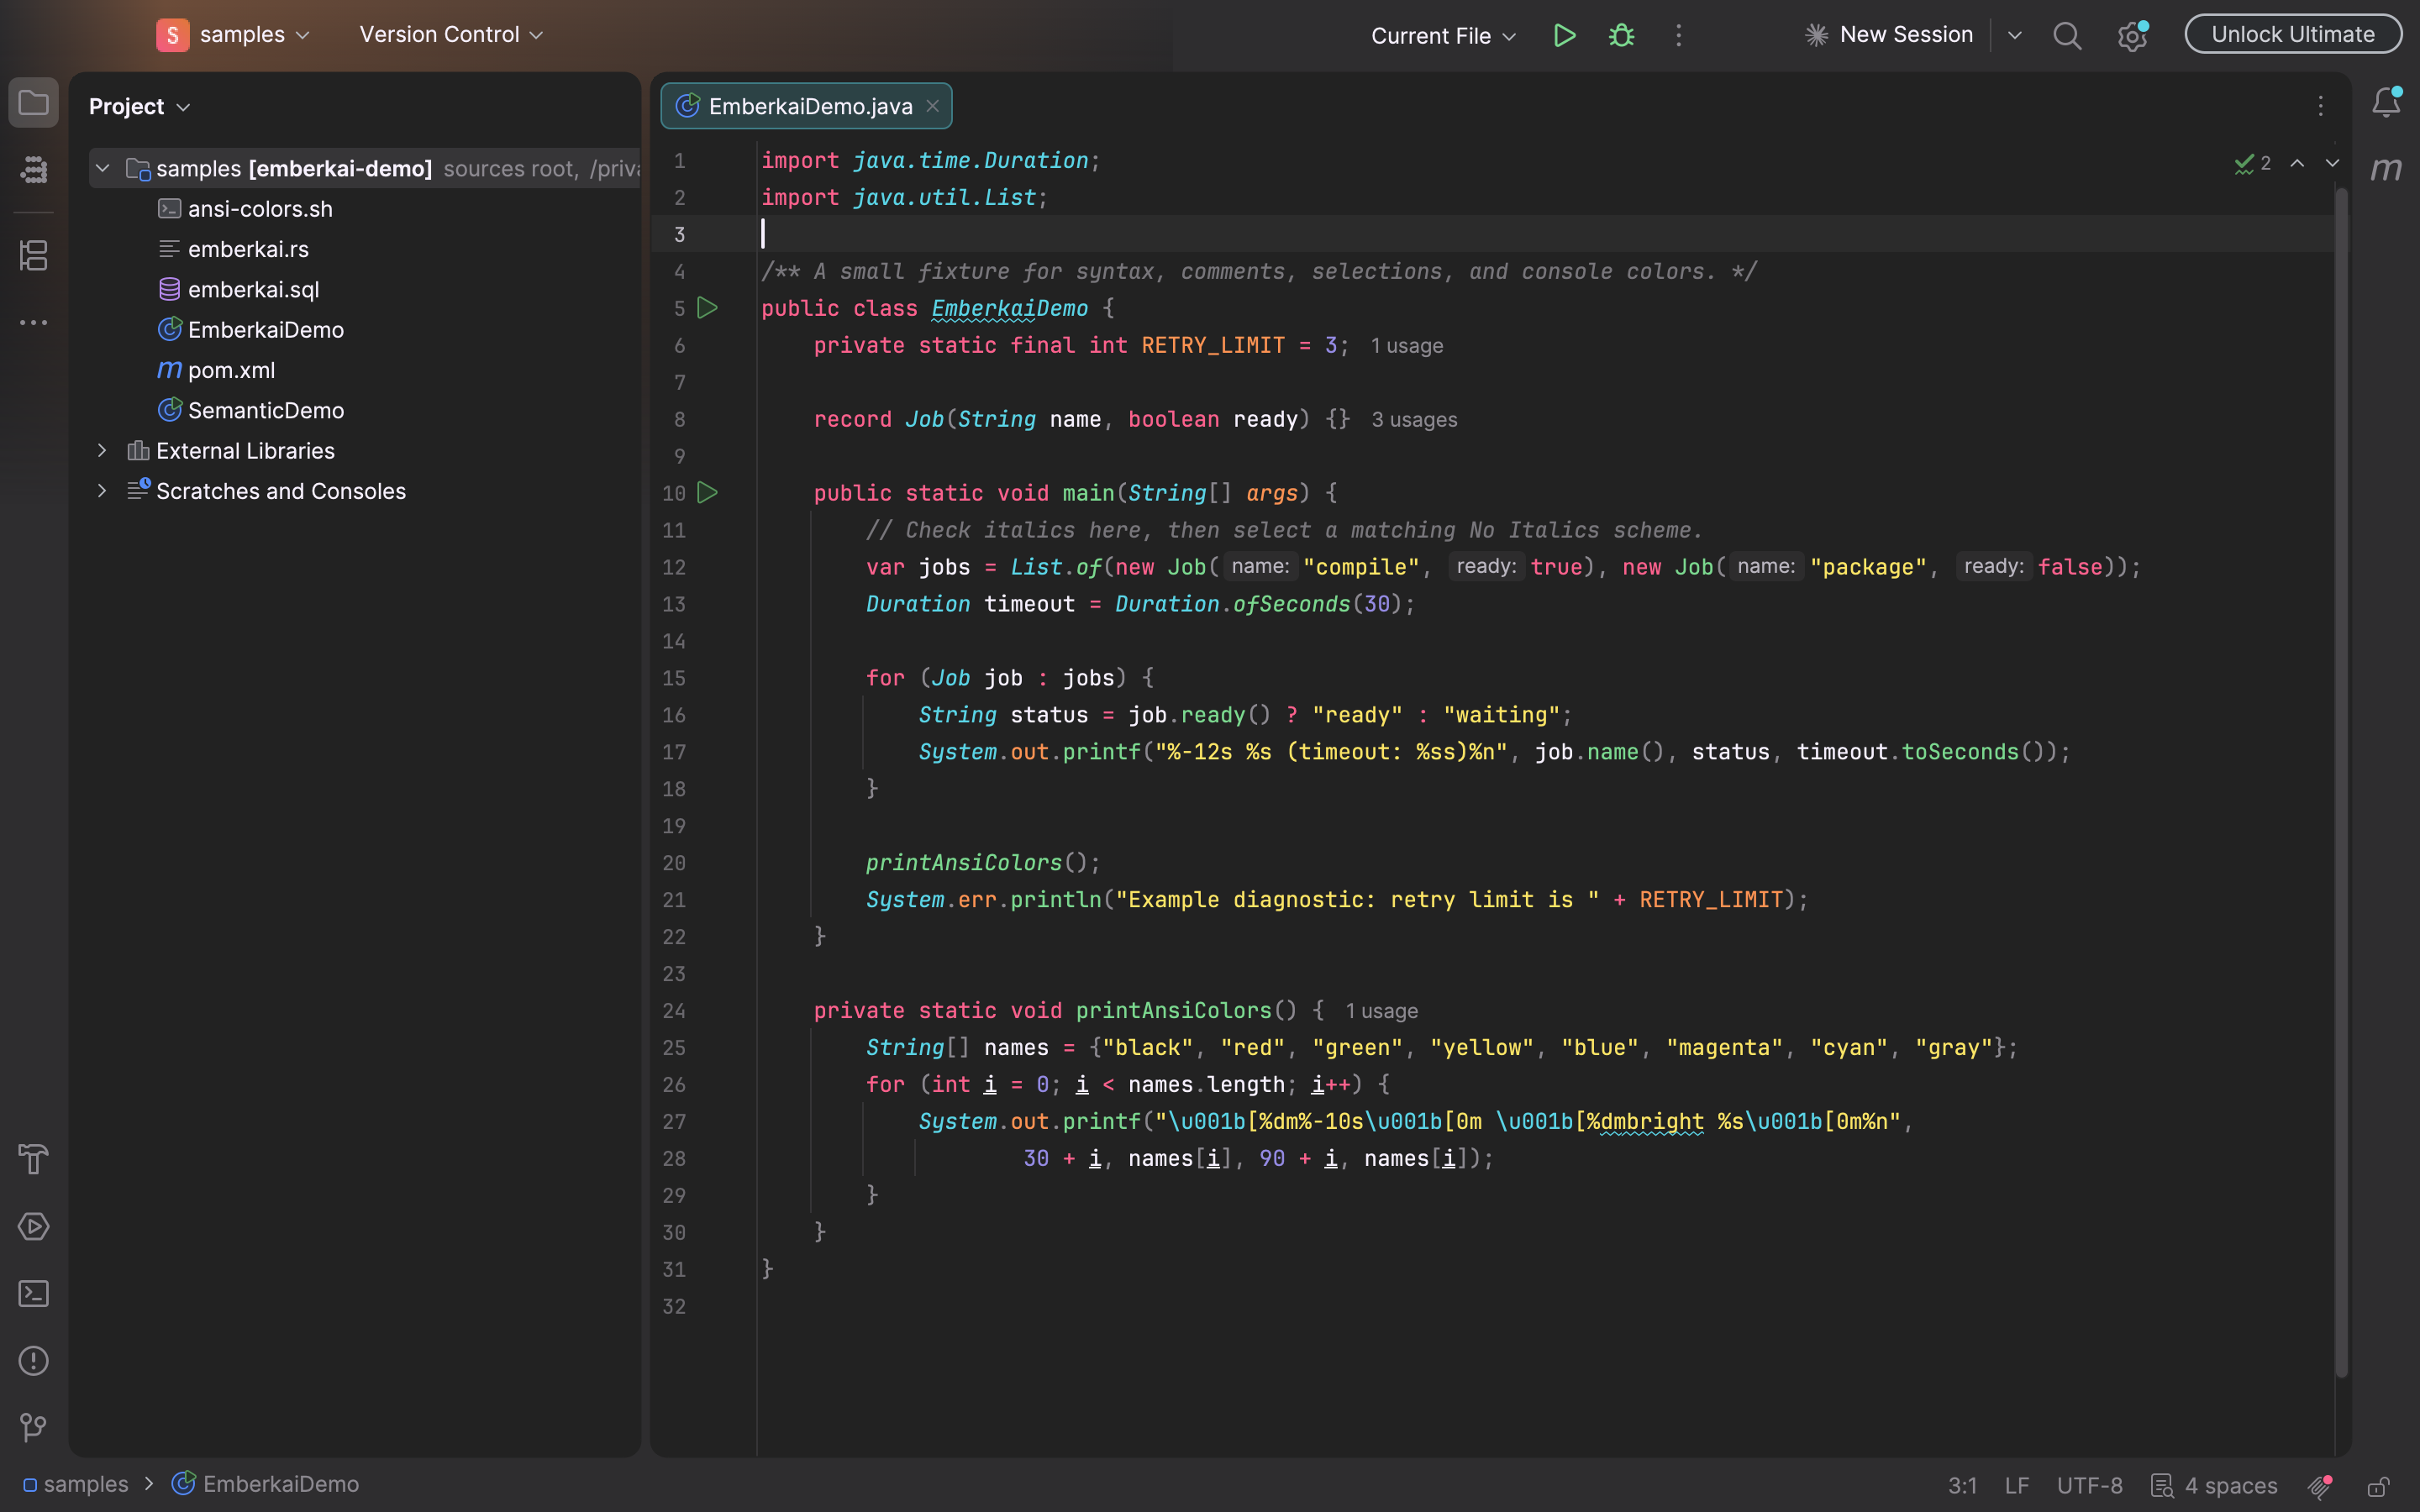 S samples Version Control Current File New Session Unlock Ultimate
Project
samples [emberkai-demo] sources root,
ansi-colors.sh
emberkai.rs
emberkai.sql
EmberkaiDemo
m pom.xml
SemanticDemo
External Libraries
Scratches and Consoles
EmberkaiDemo.java
2
m
1 import java.time.Duration;
2 import java.util.List;
3
4 /** A small fixture for syntax, comments, selections, and console colors. */
5 public class EmberkaiDemo {
6 private static final int RETRY_LIMIT = 3; 1 usage
7
8 record Job(String name, boolean ready) {} 3 usages
9
10 public static void main(String[] args) {
11 // Check italics here, then select a matching No Italics scheme.
12 var jobs = List.of(new Job( name: "compile", ready: true), new Job( name: "package", ready: false));
13 Duration timeout = Duration.ofSeconds(30);
14
15 for (Job job : jobs) {
16 String status = job.ready() ? "ready" : "waiting";
17 System.out.printf("%-12s %s (timeout: %ss)%n", job.name(), status, timeout.toSeconds());
18 }
19
20 printAnsiColors();
21 System.err.println("Example diagnostic: retry limit is " + RETRY_LIMIT);
22 }
23
24 private static void printAnsiColors() { 1 usage
25 String[] names = {"black", "red", "green", "yellow", "blue", "magenta", "cyan", "gray"};
26 for (int i = 0; i < names.length; i++) {
27 System.out.printf("\u001b[%dm%-10s\u001b[0m \u001b[%dmbright %s\u001b[0m%n",
28 30 + i, names[i], 90 + i, names[i]);
29 }
30 }
31 }
32
samples EmberkaiDemo 3:1 LF UTF-8 4 spaces